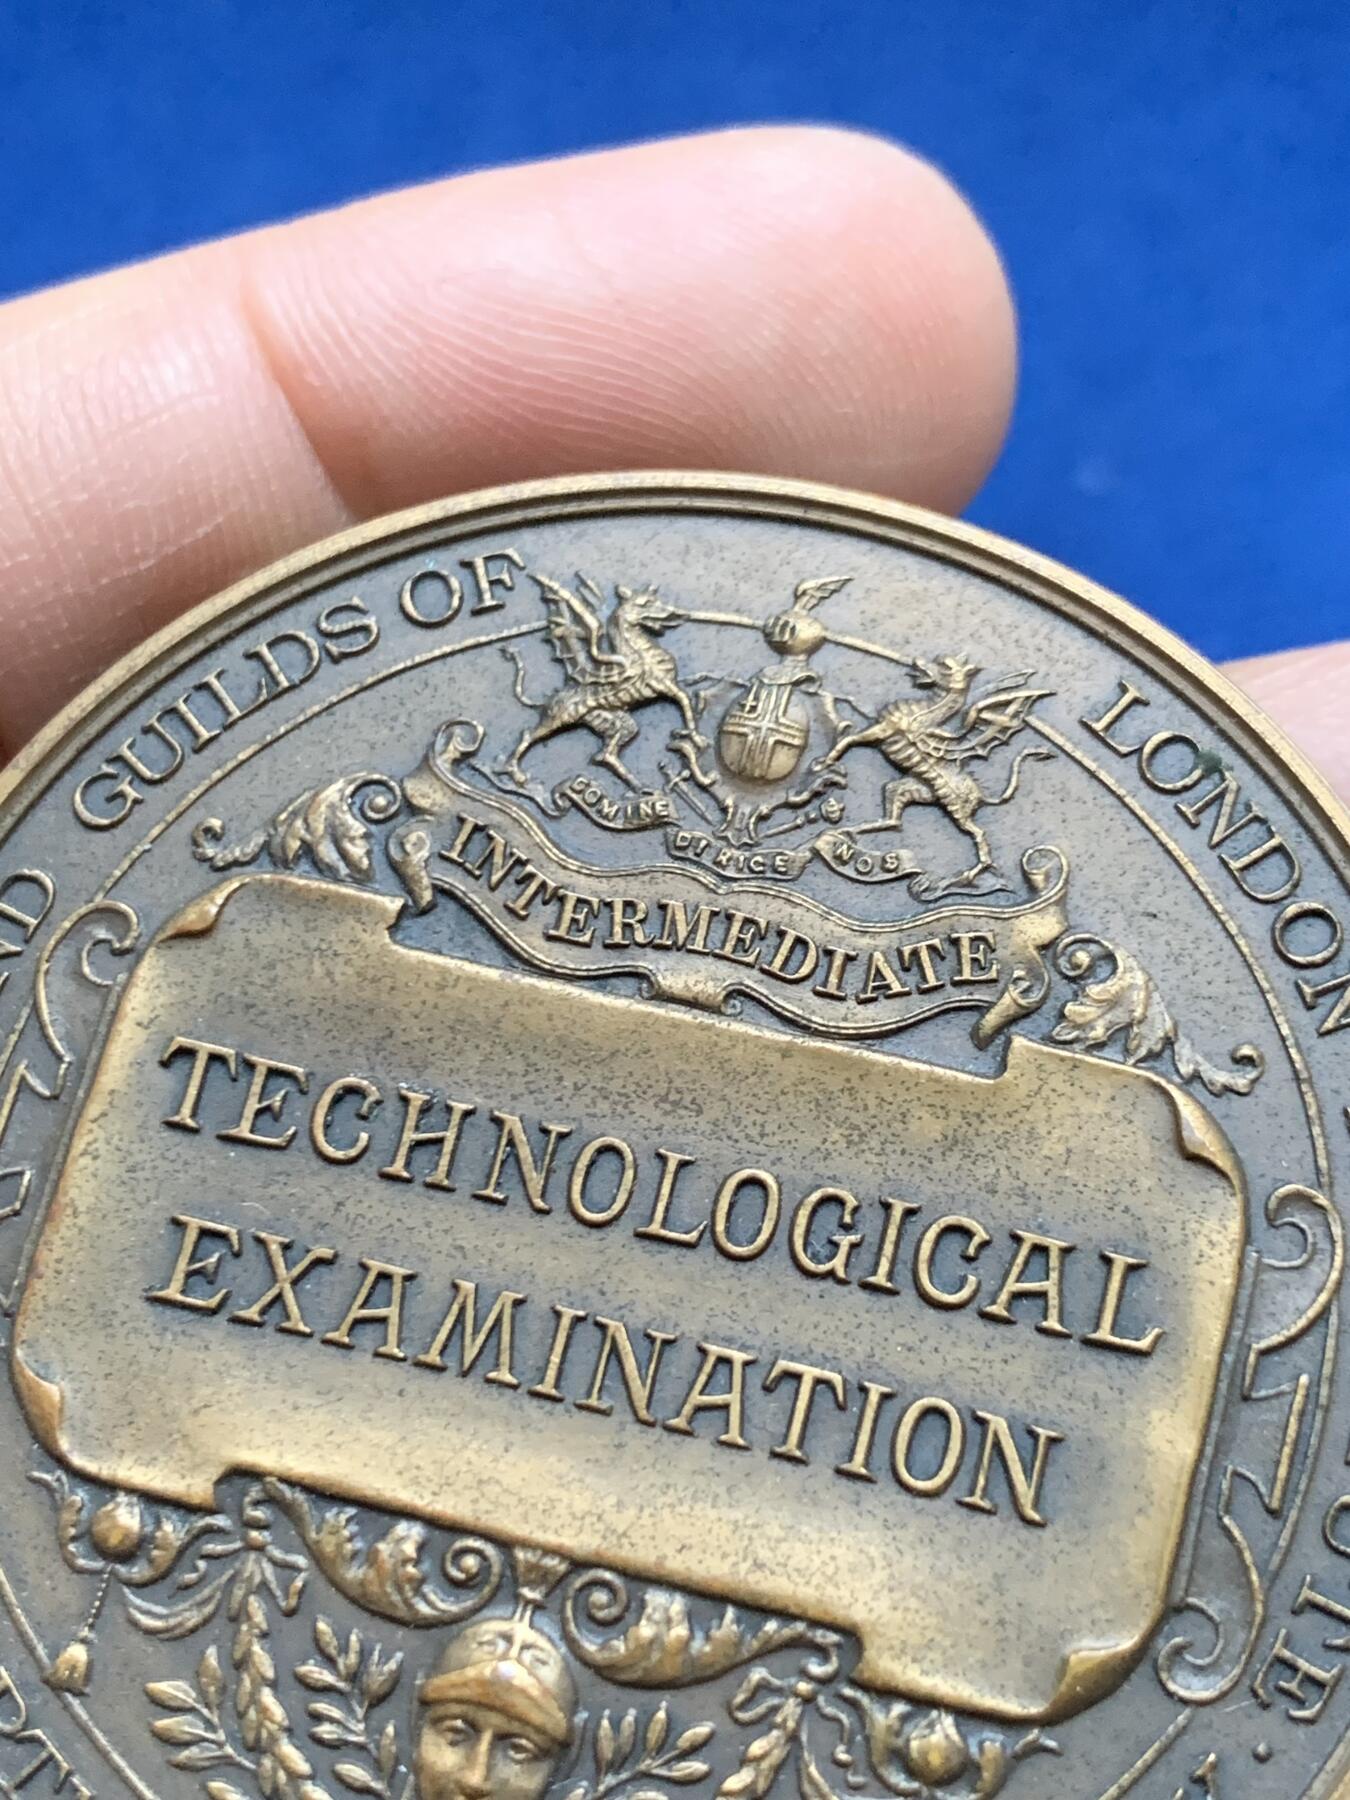 GUILDS OF LONDON
DOMINE DIRIGE NOS
INTERMEDIATE
TECHNOLOGICAL
EXAMINATION